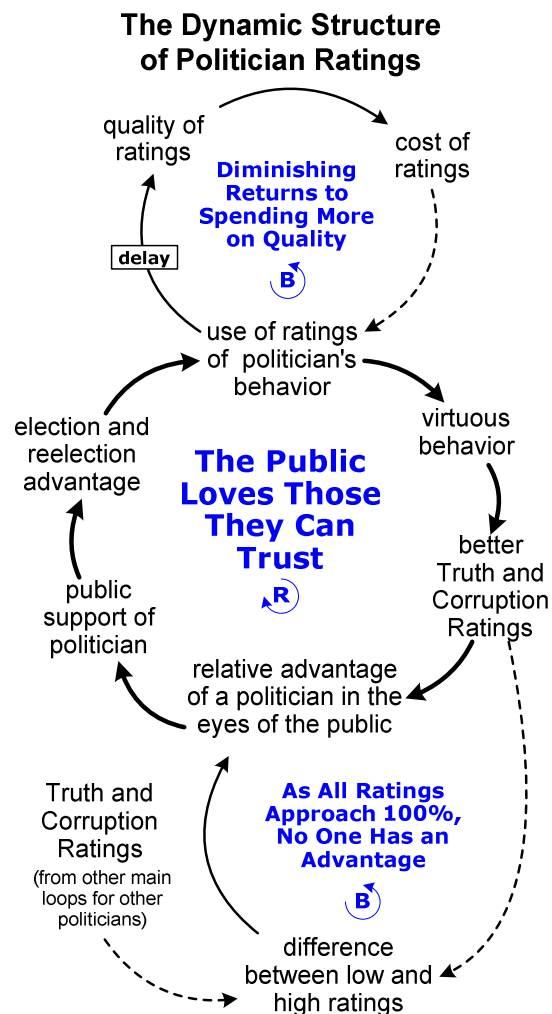 The Dynamic Structure
of Politician Ratings
quality of
ratings
cost of
ratings
Diminishing
Returns to
Spending More
on Quality
delay
B
use of ratings
of politician's
behavior
virtuous
behavior
election and
reelection
advantage
The Public
Loves Those
They Can
Trust
R
better
Truth and
Corruption
Ratings
public
support of
politician
relative advantage
of a politician in the
eyes of the public
Truth and
Corruption
Ratings
(from other main
loops for other
politicians)
As All Ratings
Approach 100%,
No One Has an
Advantage
B
difference
between low and
high ratings